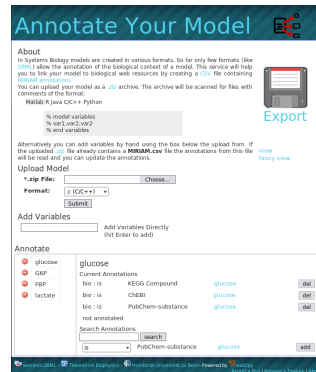 Annotate Your Model
About
In Systems Biology models are created in various formats. So far only few formats (like
SBML) allow the annotation of the biological context of a model. This service will help
you to link your model to biological web resources by creating a CSV file containing
MIRIAM annotations
You can upload your model as a .zip archive. The archive will be scanned for files with
comments of the format:
Matlab R Java C/C++ Python
% model variables
% var1,var2,var2
% end variables
Export
Alternatively you can add variables by hand using the box below the upload from. If
the uploaded .zip file already contains a MIRIAM.csv file the annotations from this file
will be read and you can update the annotations.
view
fancy view
Upload Model
*.zip File: Choose...
Format: .c (C/C++)
Submit
Add Variables
Add Variables Directly
(hit Enter to add)
Annotate
glucose
G6P
FBP
lactate
glucose
Current Annotations
bio : is KEGG Compound glucose del
bio : is ChEBI glucose del
bio : is PubChem-substance glucose del
not annotated
Search Annotations
search
is PubChem-substance glucose add
Semantic SBML - Theoretical Biophysics - Humboldt Universitat zu Berlin Powered by web2py